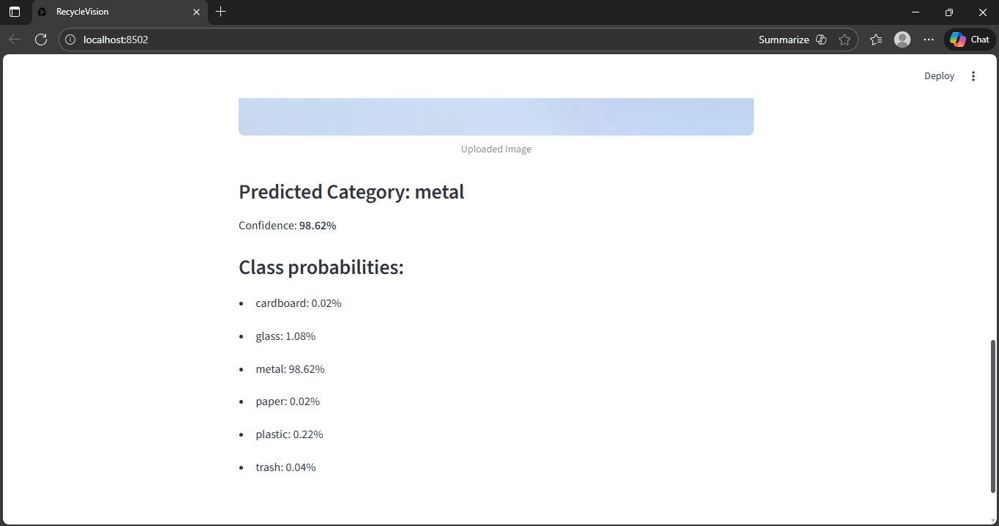 RecycleVision
localhost:8502
Summarize
Chat
Deploy
Uploaded Image
Predicted Category: metal
Confidence: 98.62%
Class probabilities:
• cardboard: 0.02%
• glass: 1.08%
• metal: 98.62%
• paper: 0.02%
• plastic: 0.22%
• trash: 0.04%